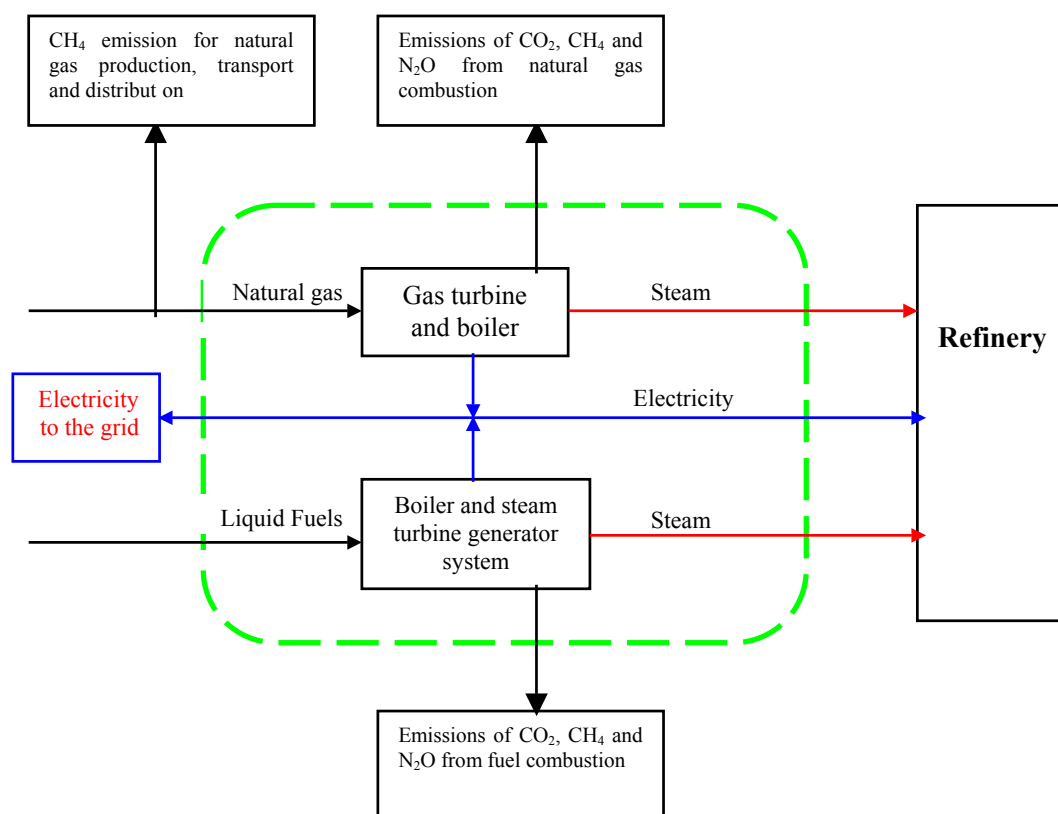 CH₄ emission for natural
gas production, transport
and distribut on
Emissions of CO₂, CH₄ and
N₂O from natural gas
combustion
Natural gas
Gas turbine
and boiler
Steam
Refinery
Electricity
to the grid
Electricity
Liquid Fuels
Boiler and steam
turbine generator
system
Steam
Emissions of CO₂, CH₄ and
N₂O from fuel combustion